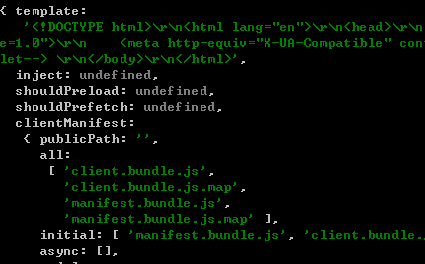 { template:
'<!DOCTYPE html>\r\n<html lang="en">\r\n<head>\r\n
e=1.0">\r\n    <meta http-equiv="X-UA-Compatible" con
let--> \r\n</body>\r\n</html>',
inject: undefined,
shouldPreload: undefined,
shouldPrefetch: undefined,
clientManifest:
{ publicPath: '',
all:
[ 'client.bundle.js',
'client.bundle.js.map',
'manifest.bundle.js',
'manifest.bundle.js.map' ],
initial: [ 'manifest.bundle.js', 'client.bundle.
async: [],